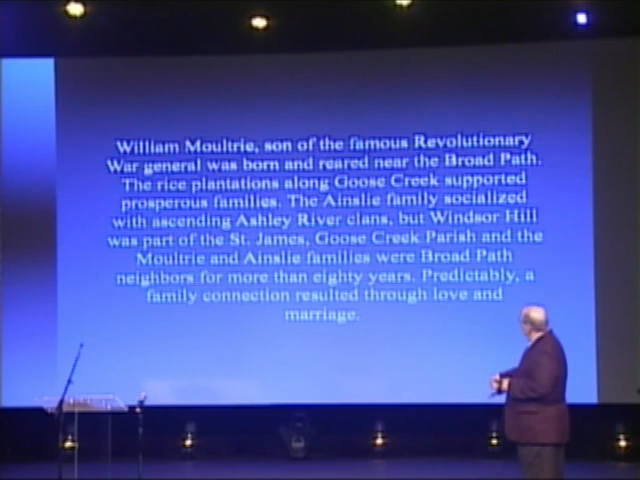 William Moultrie, son of the famous Revolutionary
War general was born and reared near the Broad Path.
The rice plantations along Goose Creek supported
prosperous families. The Ainslie family socialized
with ascending Ashley River clans, but Windsor Hill
was part of the St. James, Goose Creek Parish and the
Moultrie and Ainslie families were Broad Path
neighbors for more than eighty years. Predictably, a
family connection resulted through love and
marriage.